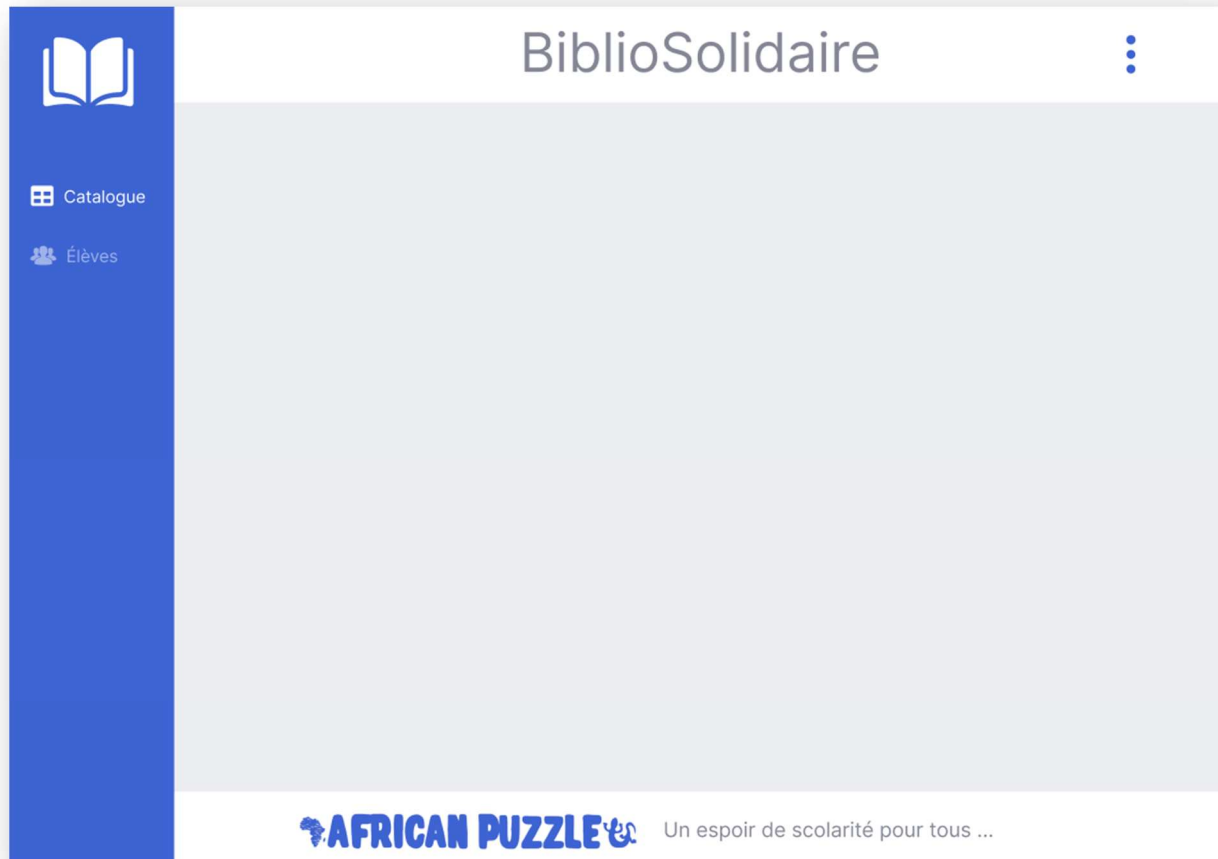 BiblioSolidaire
Catalogue
Élèves
AFRICAN PUZZLE
Un espoir de scolarité pour tous ...